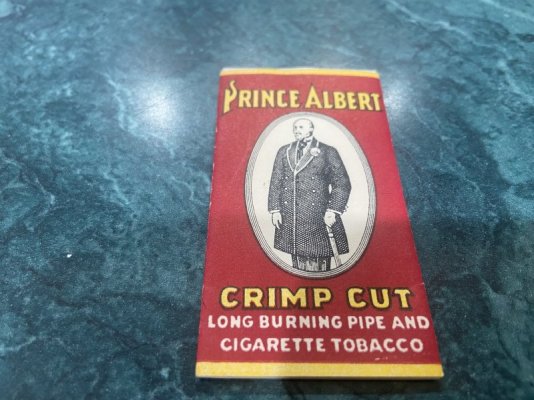 PRINCE ALBERT
CRIMP CUT
LONG BURNING PIPE AND
CIGARETTE TOBACCO